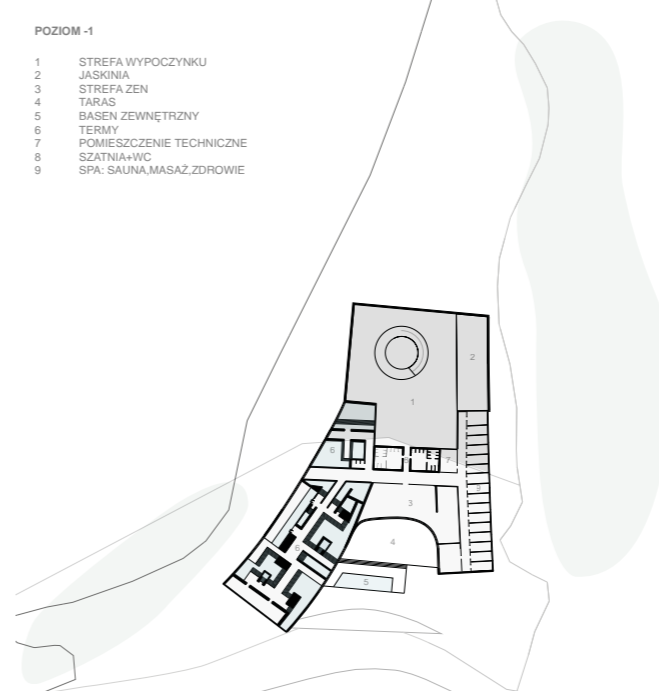 POZIOM -1
1 STREFA WYPOCZYNKU
2 JASKINIA
3 STREFA ZEN
4 TARAS
5 BASEN ZEWNĘTRZNY
6 TERMY
7 POMIESZCZENIE TECHNICZNE
8 SZATNIA+WC
9 SPA: SAUNA,MASAŻ,ZDROWIE
2
1
6
7
9
3
4
6
5